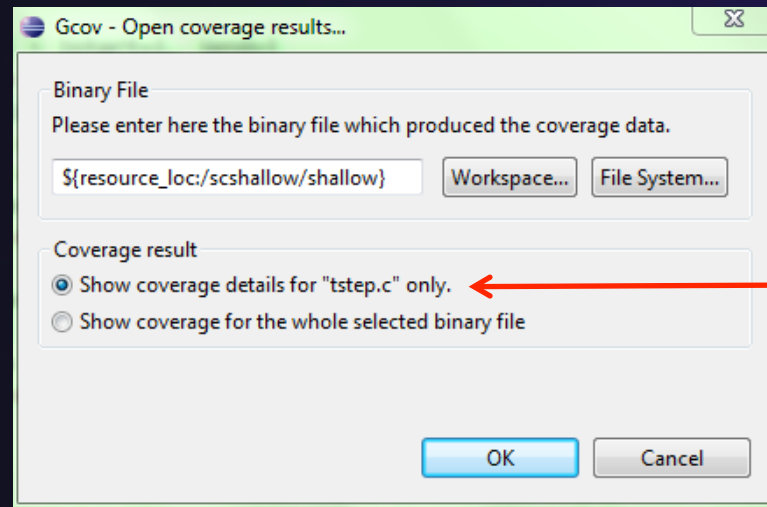 Gcov - Open coverage results...
Binary File
Please enter here the binary file which produced the coverage data.
${resource_loc:/scshallow/shallow}
Workspace...
File System...
Coverage result
Show coverage details for "tstep.c" only.
Show coverage for the whole selected binary file
OK
Cancel